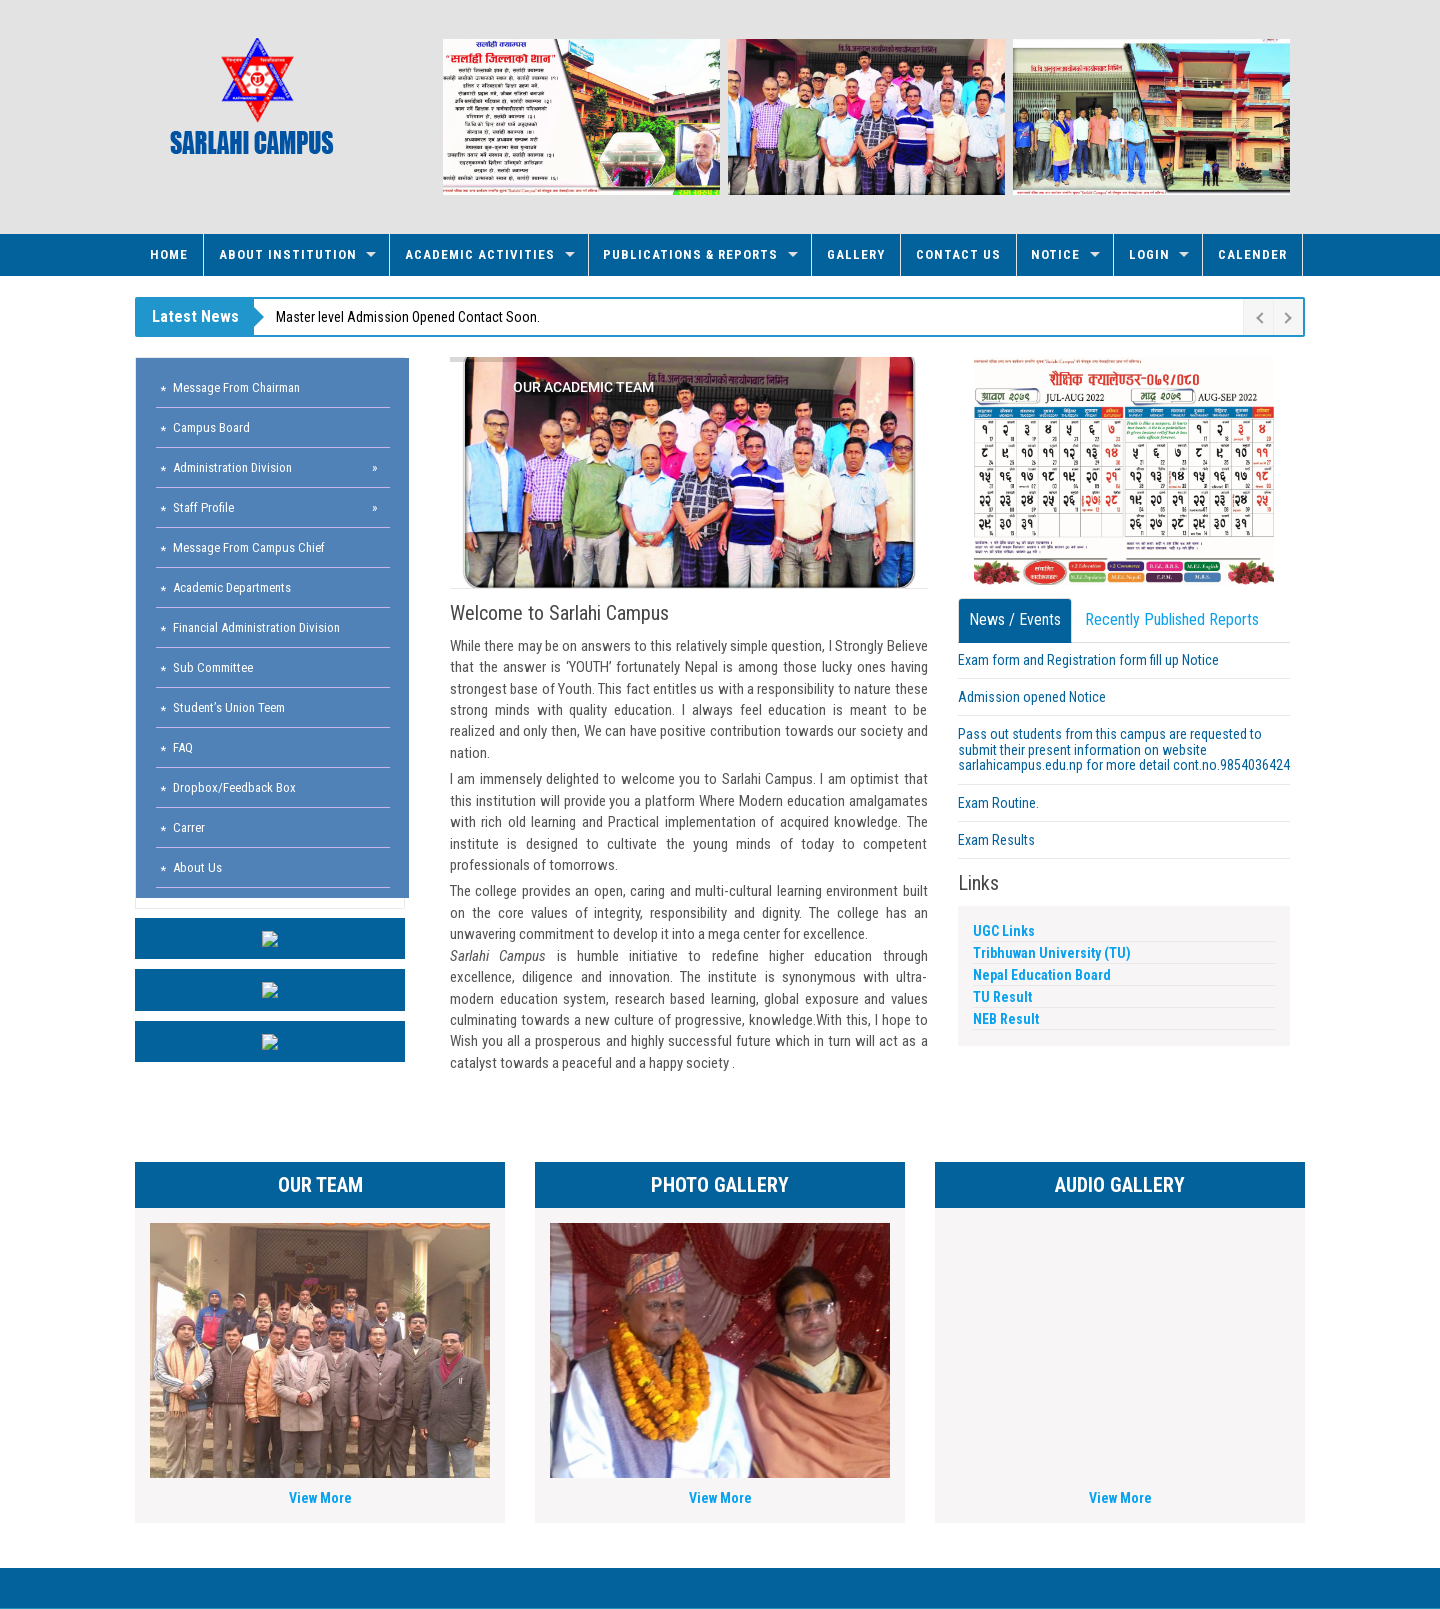 SARLAHI CAMPUS
सर्लाही क्याम्पस
"सर्लाही जिल्लाको शान"
वि.वि.अनुदान आयोगको सहयोगबाट निर्मित
HOME
ABOUT INSTITUTION
ACADEMIC ACTIVITIES
PUBLICATIONS & REPORTS
GALLERY
CONTACT US
NOTICE
LOGIN
CALENDER
Latest News
Master level Admission Opened Contact Soon.
* Message From Chairman
* Campus Board
* Administration Division »
* Staff Profile »
* Message From Campus Chief
* Academic Departments
* Financial Administration Division
* Sub Committee
* Student's Union Teem
* FAQ
* Dropbox/Feedback Box
* Carrer
* About Us
वि.वि.अनुदान आयोगको सहयोगबाट निर्मित
OUR ACADEMIC TEAM
Welcome to Sarlahi Campus
While there may be on answers to this relatively simple question, I Strongly Believe
that the answer is ‘YOUTH’ fortunately Nepal is among those lucky ones having
strongest base of Youth. This fact entitles us with a responsibility to nature these
strong minds with quality education. I always feel education is meant to be
realized and only then, We can have positive contribution towards our society and
nation.
I am immensely delighted to welcome you to Sarlahi Campus. I am optimist that
this institution will provide you a platform Where Modern education amalgamates
with rich old learning and Practical implementation of acquired knowledge. The
institute is designed to cultivate the young minds of today to competent
professionals of tomorrows.
The college provides an open, caring and multi-cultural learning environment built
on the core values of integrity, responsibility and dignity. The college has an
unwavering commitment to develop it into a mega center for excellence.
Sarlahi Campus is humble initiative to redefine higher education through
excellence, diligence and innovation. The institute is synonymous with ultra-
modern education system, research based learning, global exposure and values
culminating towards a new culture of progressive, knowledge.With this, I hope to
Wish you all a prosperous and highly successful future which in turn will act as a
catalyst towards a peaceful and a happy society .
शैक्षिक क्यालेण्डर-०७९/०८०
श्रावण २०७९ JUL-AUG 2022
भाद्र २०७९ AUG-SEP 2022
News / Events
Recently Published Reports
Exam form and Registration form fill up Notice
Admission opened Notice
Pass out students from this campus are requested to
submit their present information on website
sarlahicampus.edu.np for more detail cont.no.9854036424
Exam Routine.
Exam Results
Links
UGC Links
Tribhuwan University (TU)
Nepal Education Board
TU Result
NEB Result
OUR TEAM
View More
PHOTO GALLERY
View More
AUDIO GALLERY
View More